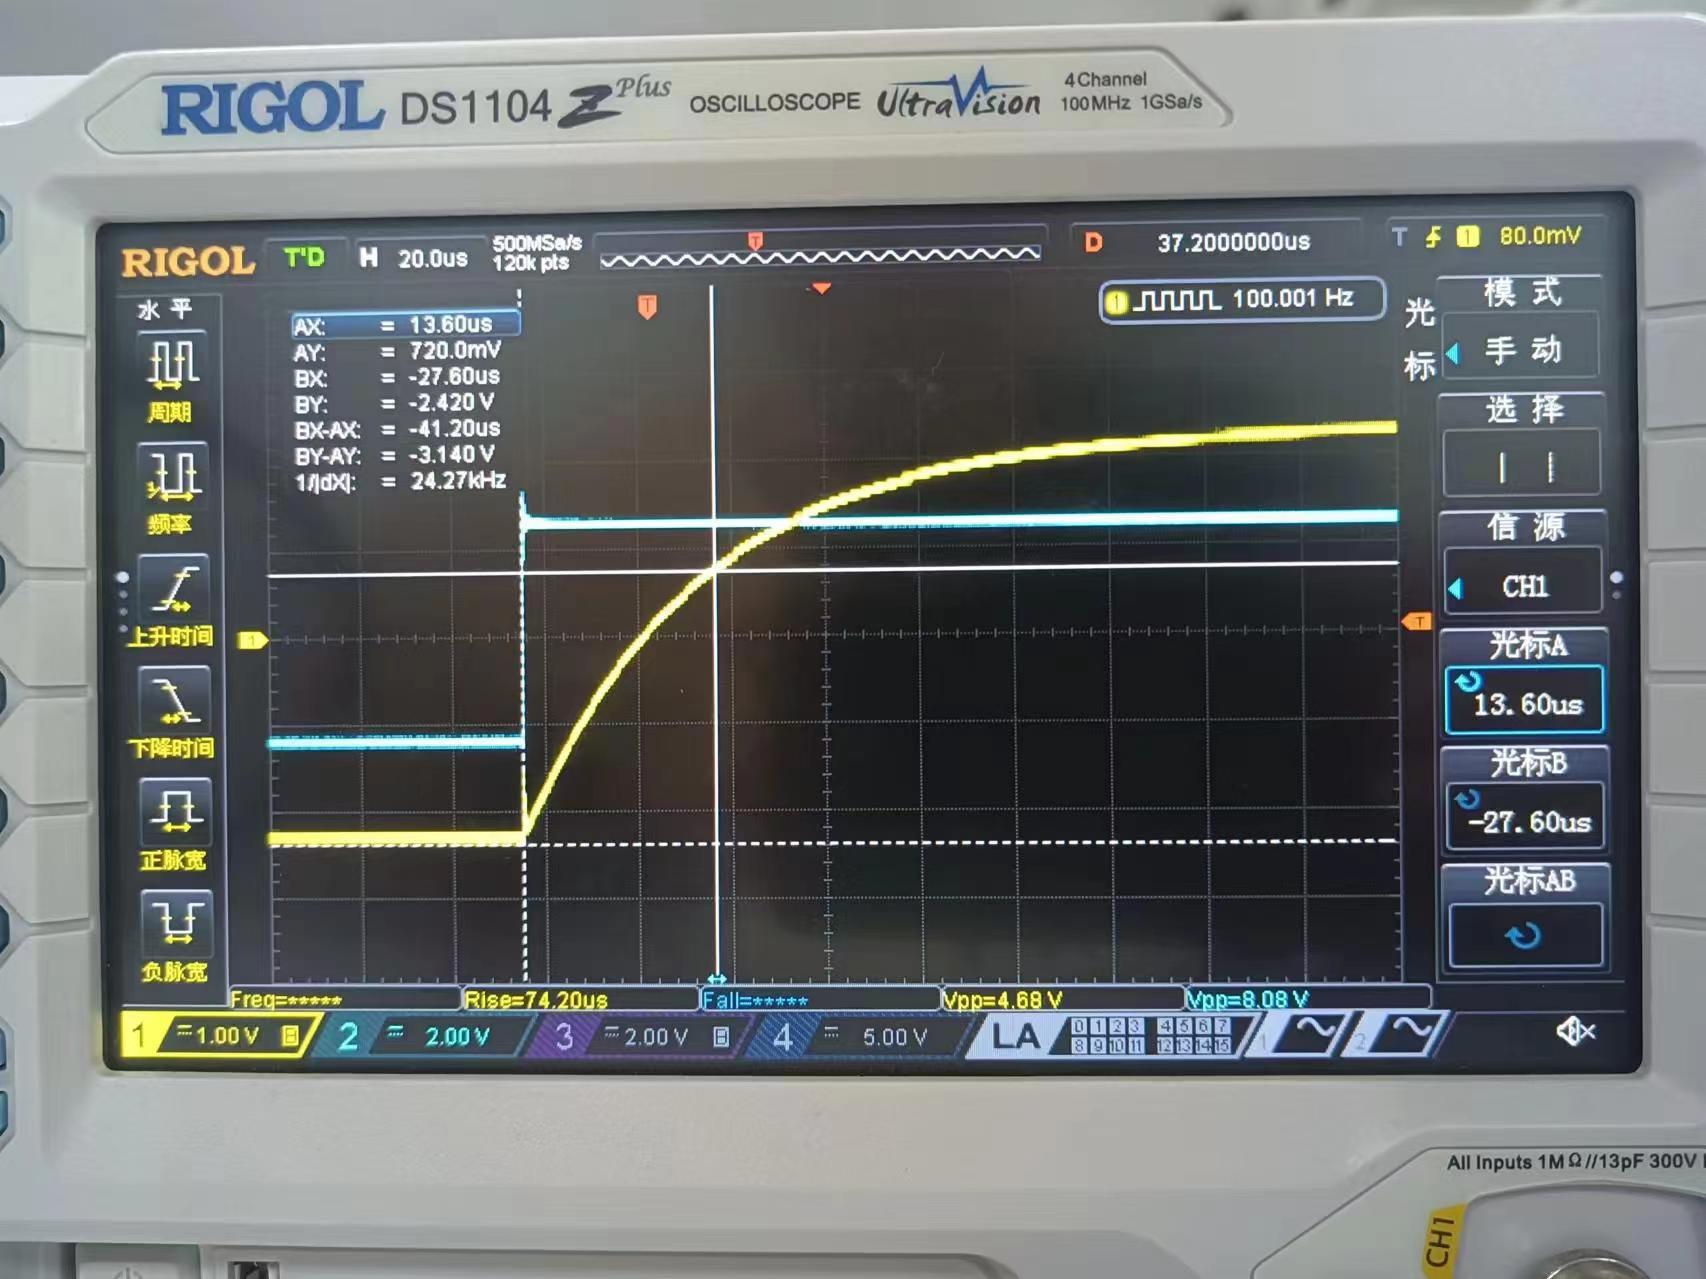 RIGOL DS1104 Z Plus OSCILLOSCOPE UltraVision 4 Channel
100MHz 1GSa/s
RIGOL T'D H 20.0us 500MSa/s
120k pts
T
D 37.2000000us T 1 80.0mV
水平
周期
频率
上升时间
下降时间
正脉宽
负脉宽
AX: = 13.60us
AY: = 720.0mV
BX: = -27.60us
BY: = -2.420 V
BX-AX: = -41.20us
BY-AY: = -3.140 V
1/|dX|: = 24.27kHz
T
1 100.001 Hz
1
T
光标
模式
手动
选择
信源
CH1
光标A
13.60us
光标B
-27.60us
光标AB
Freq=***** Rise=74.20us Fall=***** Vpp=4.68 V Vpp=8.08 V
1 1.00 V B 2 2.00 V 3 2.00 V B 4 5.00 V LA 0 1 2 3 4 5 6 7
8 9 10 11 12 13 14 15
1 2
All Inputs 1MΩ//13pF 300V
CH1